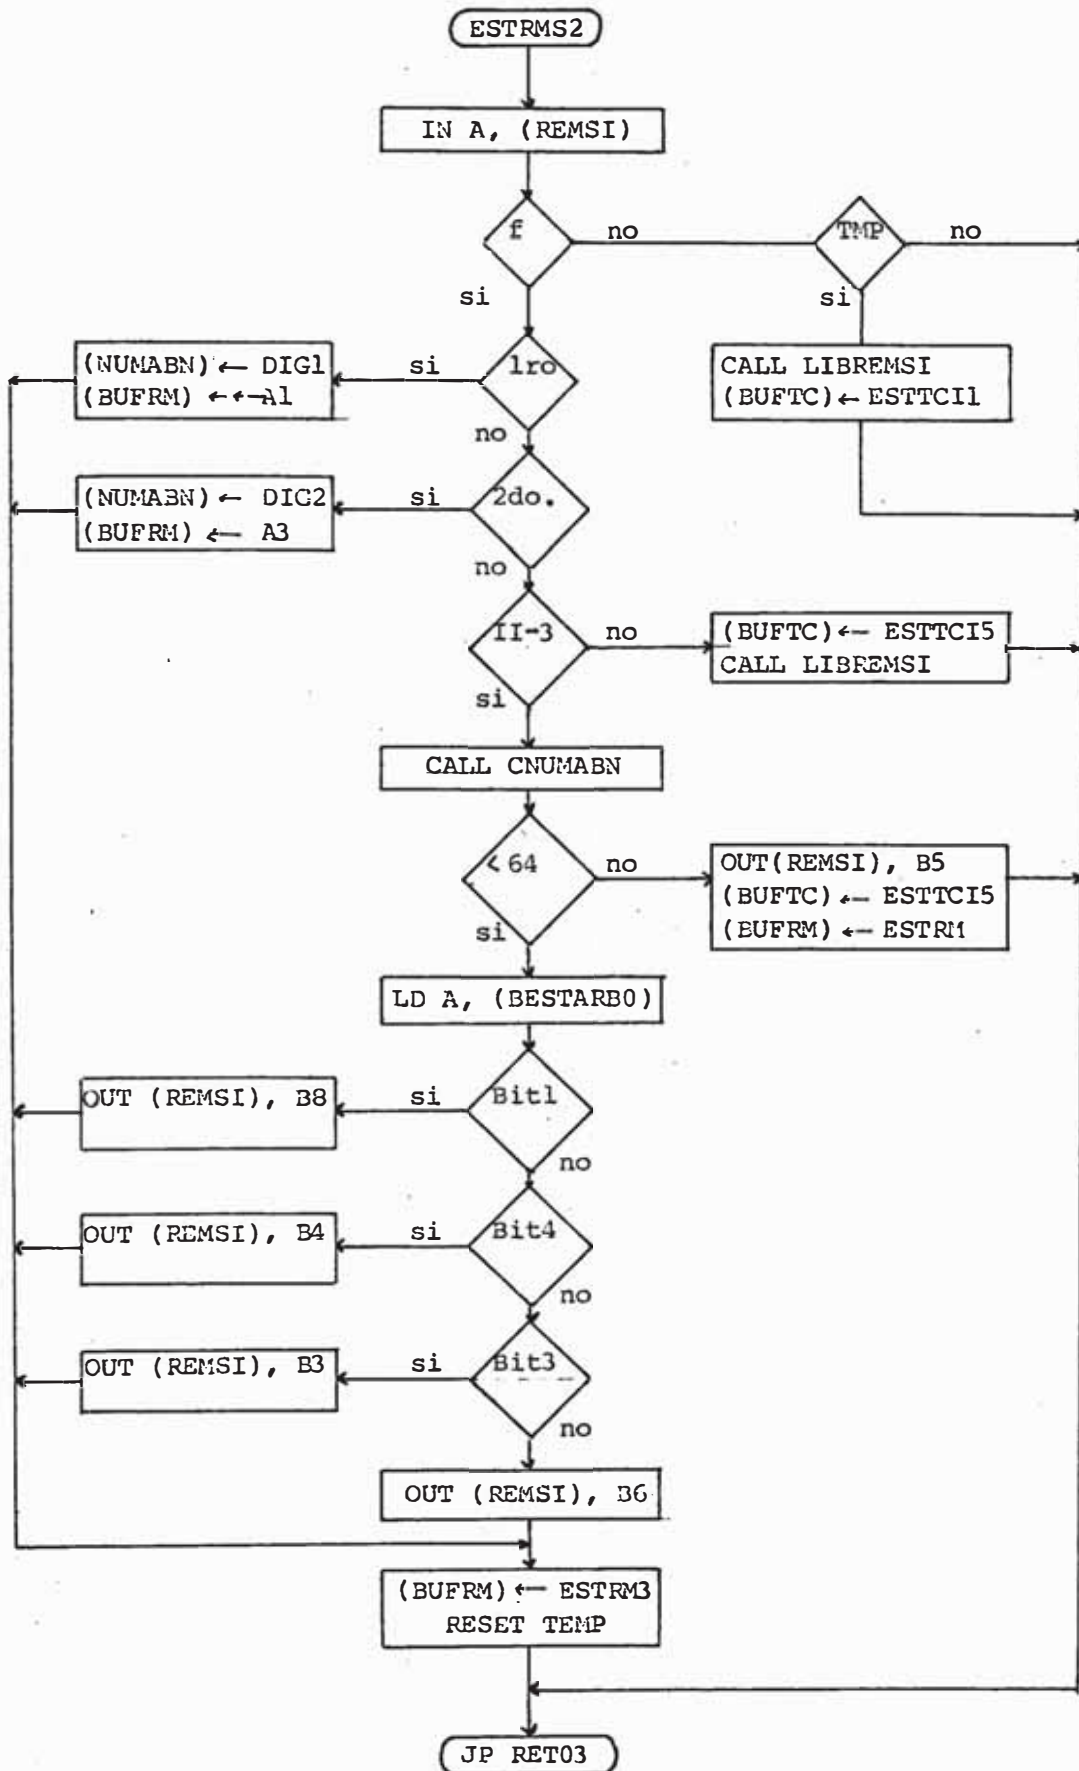 ESTRMS2
IN A, (REMSI)
f
no
TMP
no
si
si
(NUMABN) ← DIG1
(BUFRM) ←←A1
si
1ro
CALL LIBREMSI
(BUFTC)← ESTTCI1
no
(NUMABN) ← DIG2
(BUFRM) ← A3
si
2do.
no
II-3
no
(BUFTC)← ESTTCI5
CALL LIBREMSI
si
CALL CNUMABN
< 64
no
OUT(REMSI), B5
(BUFTC) ← ESTTCI5
(BUFRM) ← ESTRM
si
LD A, (BESTARB0)
OUT (REMSI), B8
si
Bit1
no
OUT (REMSI), B4
si
Bit4
no
OUT (REMSI), B3
si
Bit3
no
OUT (REMSI), B6
(BUFRM)← ESTRM3
RESET TEMP
JP RET03